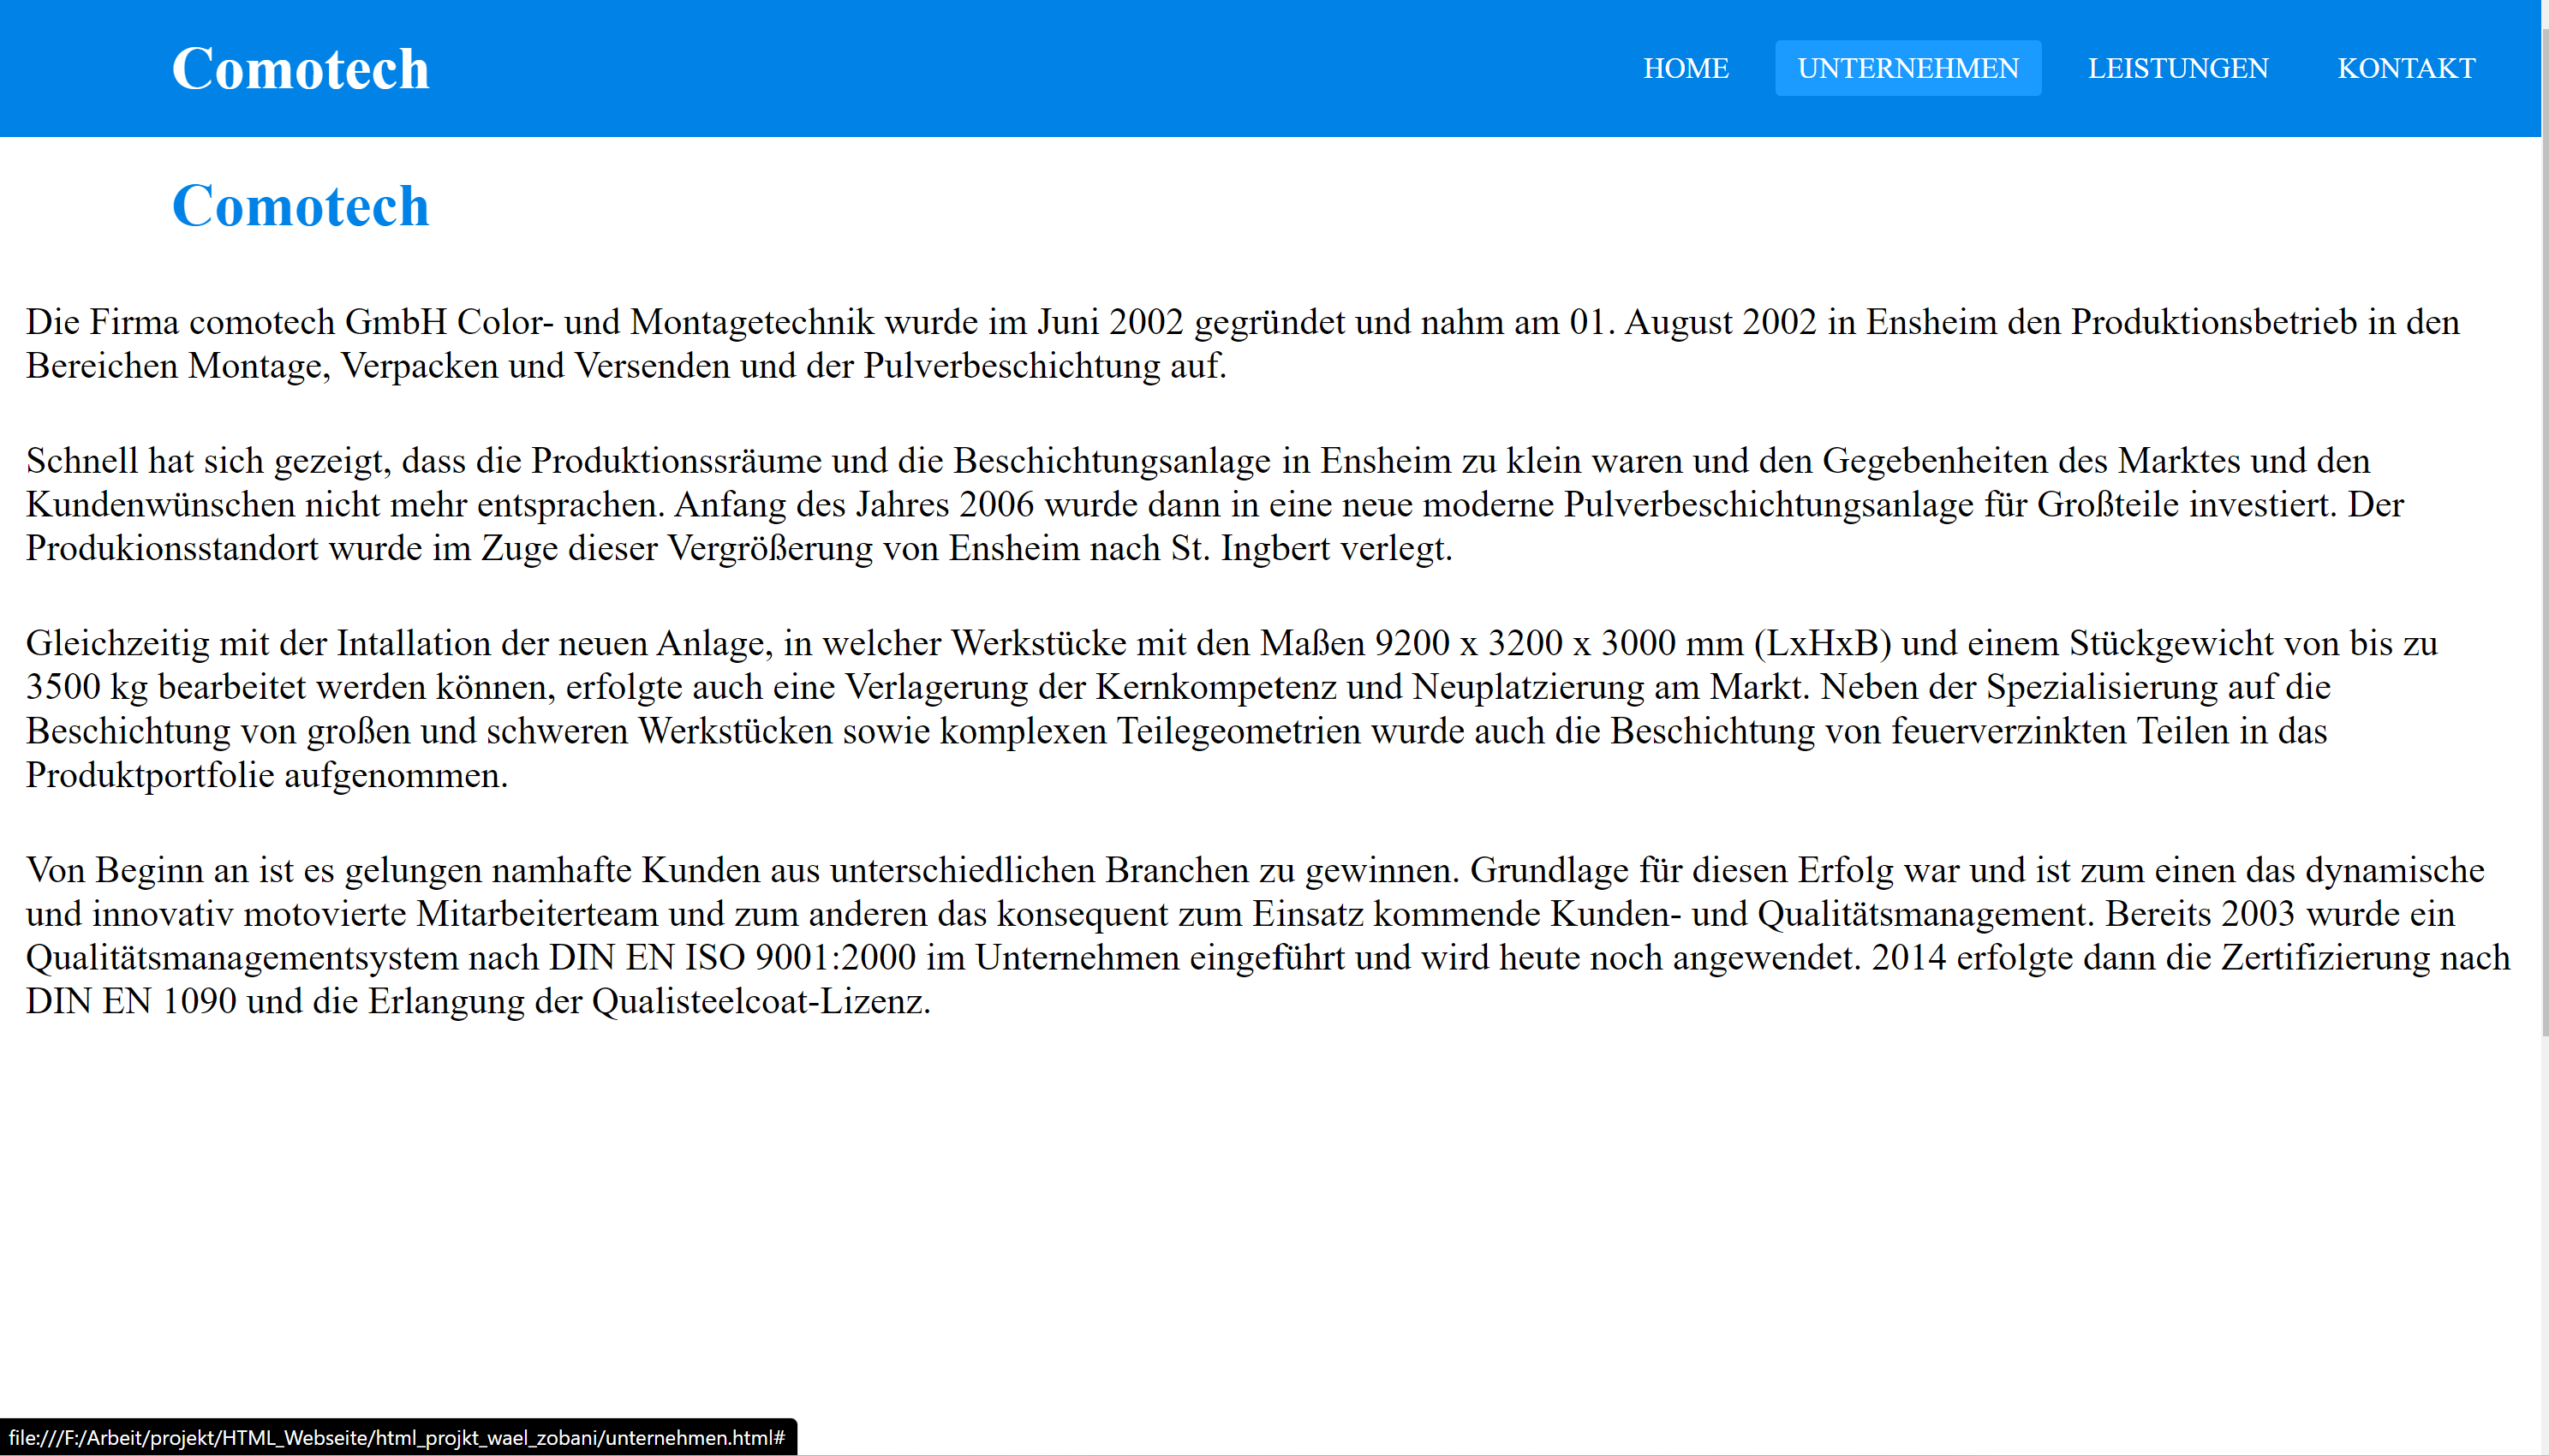 Comotech
HOME UNTERNEHMEN LEISTUNGEN KONTAKT
Comotech
Die Firma comotech GmbH Color- und Montagetechnik wurde im Juni 2002 gegründet und nahm am 01. August 2002 in Ensheim den Produktionsbetrieb in den
Bereichen Montage, Verpacken und Versenden und der Pulverbeschichtung auf.
Schnell hat sich gezeigt, dass die Produktionssräume und die Beschichtungsanlage in Ensheim zu klein waren und den Gegebenheiten des Marktes und den
Kundenwünschen nicht mehr entsprachen. Anfang des Jahres 2006 wurde dann in eine neue moderne Pulverbeschichtungsanlage für Großteile investiert. Der
Produkionsstandort wurde im Zuge dieser Vergrößerung von Ensheim nach St. Ingbert verlegt.
Gleichzeitig mit der Intallation der neuen Anlage, in welcher Werkstücke mit den Maßen 9200 x 3200 x 3000 mm (LxHxB) und einem Stückgewicht von bis zu
3500 kg bearbeitet werden können, erfolgte auch eine Verlagerung der Kernkompetenz und Neuplatzierung am Markt. Neben der Spezialisierung auf die
Beschichtung von großen und schweren Werkstücken sowie komplexen Teilegeometrien wurde auch die Beschichtung von feuerverzinkten Teilen in das
Produktportfolie aufgenommen.
Von Beginn an ist es gelungen namhafte Kunden aus unterschiedlichen Branchen zu gewinnen. Grundlage für diesen Erfolg war und ist zum einen das dynamische
und innovativ motovierte Mitarbeiterteam und zum anderen das konsequent zum Einsatz kommende Kunden- und Qualitätsmanagement. Bereits 2003 wurde ein
Qualitätsmanagementsystem nach DIN EN ISO 9001:2000 im Unternehmen eingeführt und wird heute noch angewendet. 2014 erfolgte dann die Zertifizierung nach
DIN EN 1090 und die Erlangung der Qualisteelcoat-Lizenz.
file:///F:/Arbeit/projekt/HTML_Webseite/html_projkt_wael_zobani/unternehmen.html#